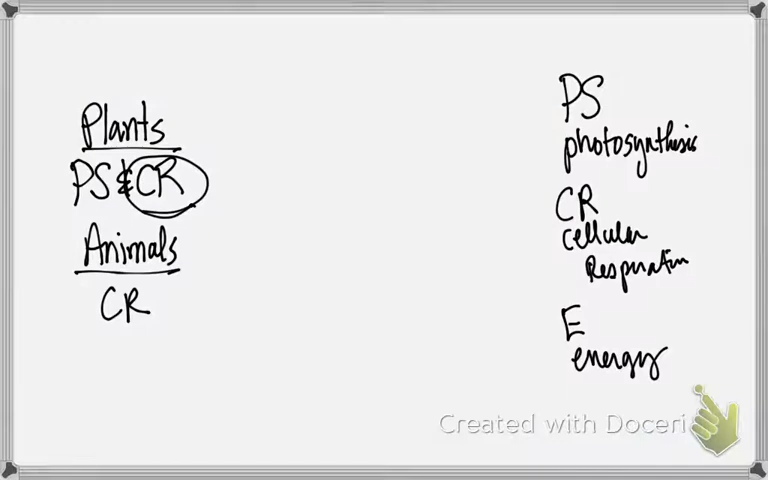 Plants
PS & CR
Animals
CR
PS
photosynthesis
CR
Cellular
Respiration
E
energy
Created with Doceri